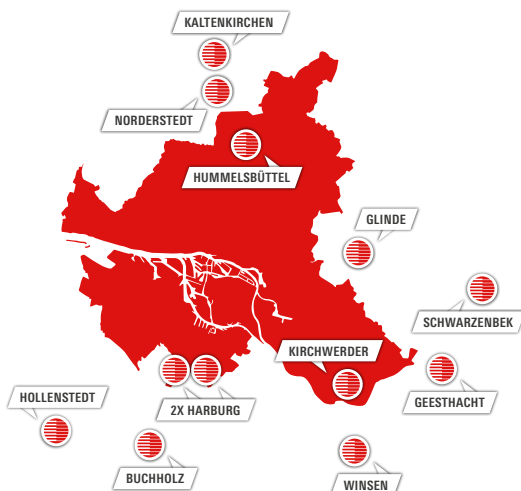 KALTENKIRCHEN
NORDERSTEDT
HUMMELSBÜTTEL
GLINDE
SCHWARZENBEK
KIRCHWERDER
GEESTHACHT
HOLLENSTEDT
2X HARBURG
BUCHHOLZ
WINSEN